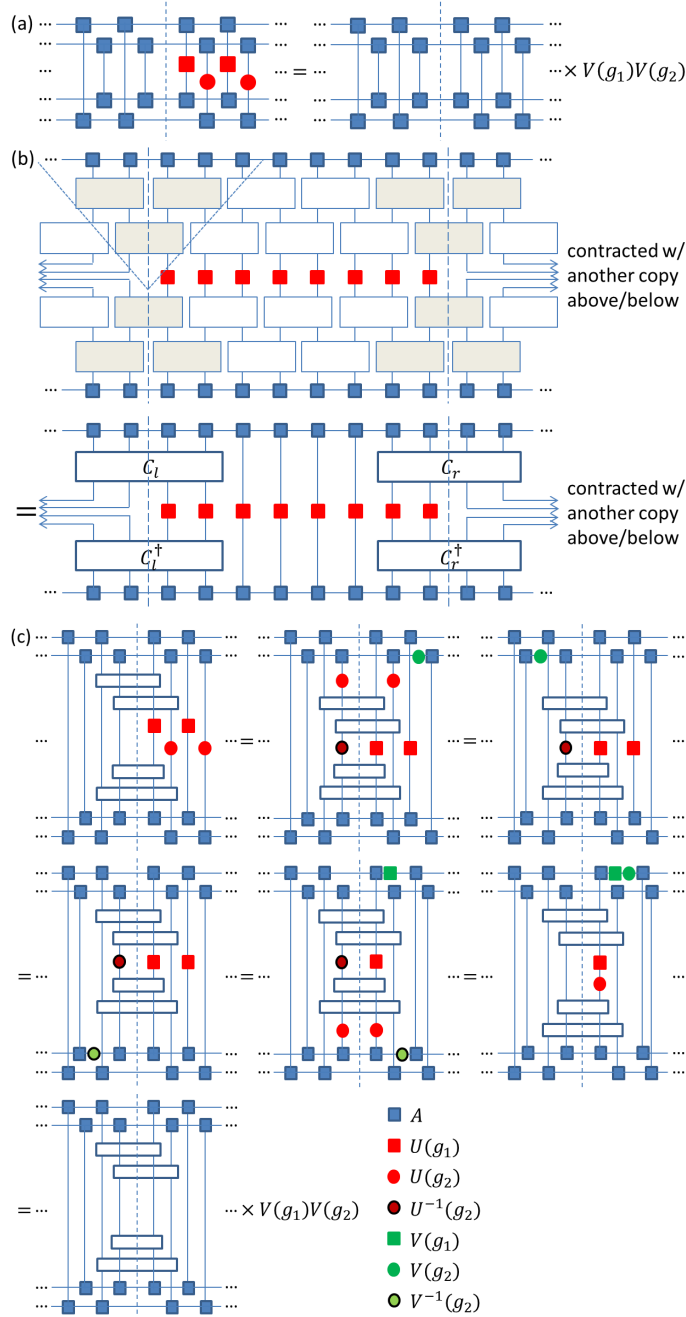 (a)
= × V(g₁)V(g₂)
(b)
contracted w/
another copy
above/below
C_l C_r
= contracted w/
another copy
above/below
C_l^† C_r^†
(c)
= =
= = =
A
U(g₁)
U(g₂)
= × V(g₁)V(g₂) U⁻¹(g₂)
V(g₁)
V(g₂)
V⁻¹(g₂)